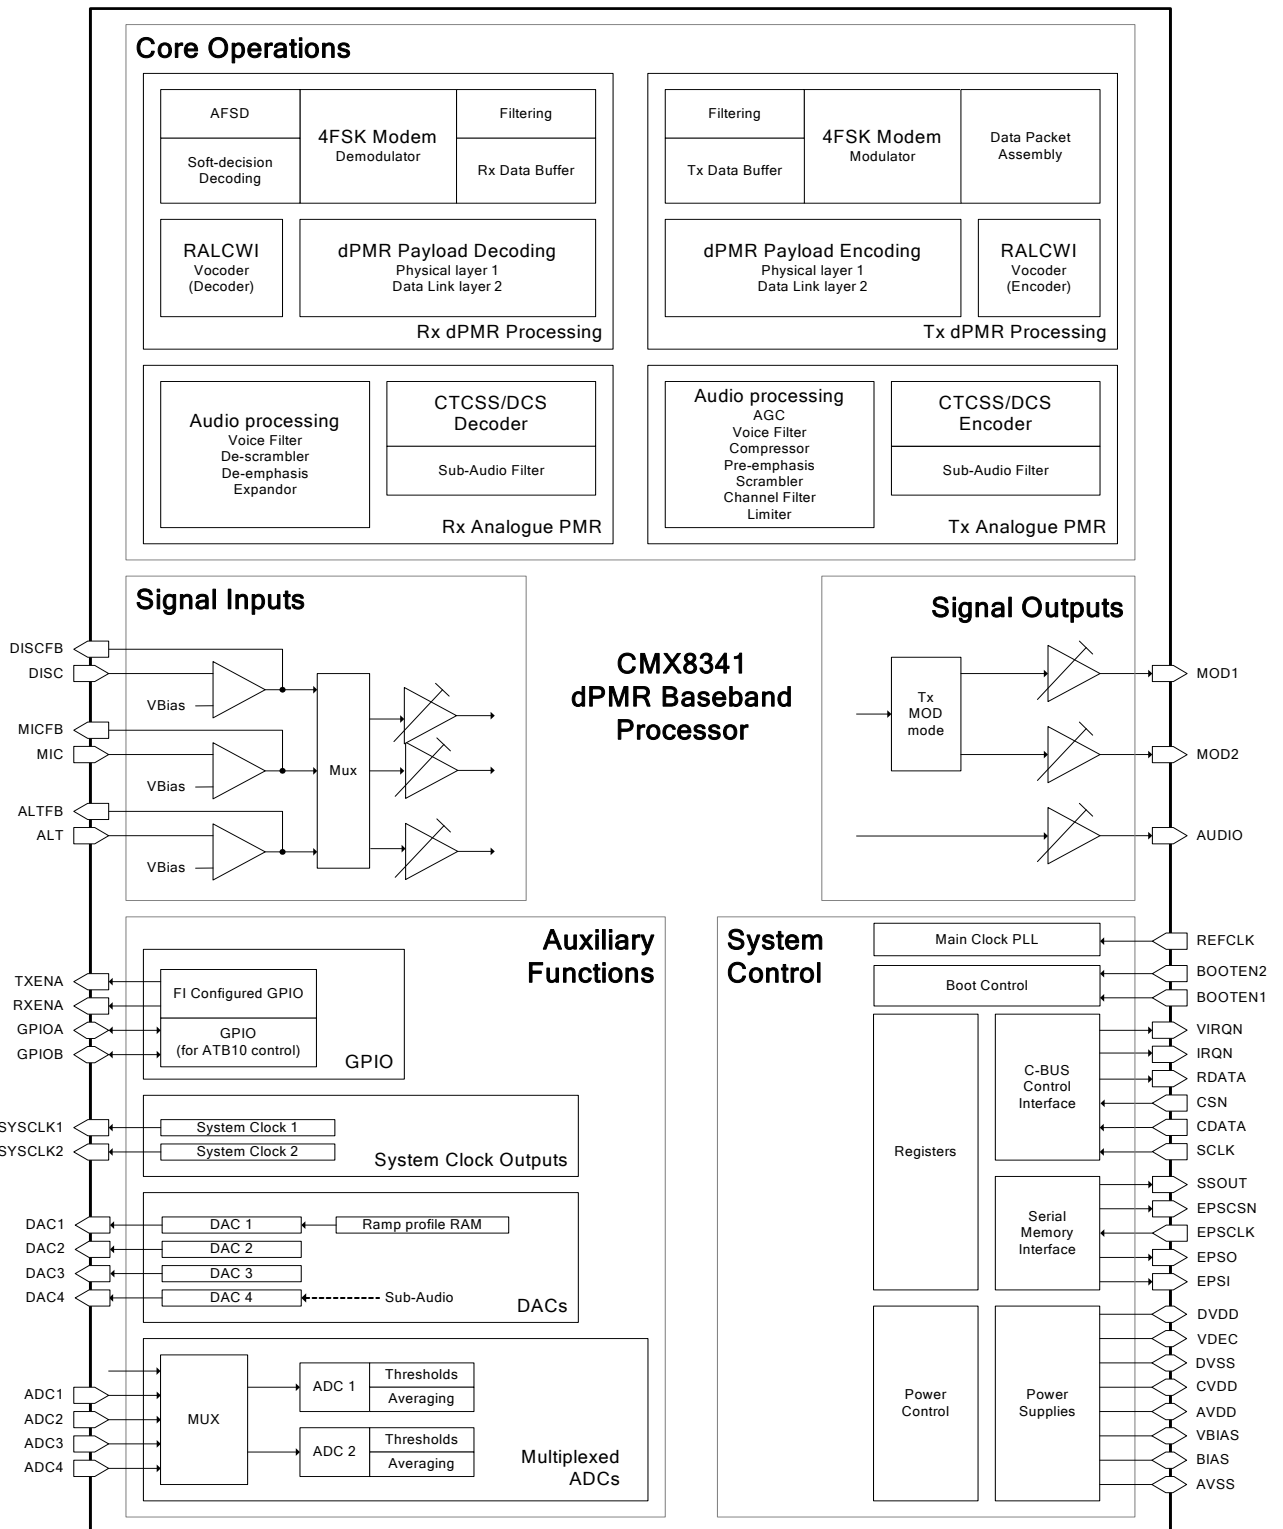 Core Operations
AFSD
Soft-decision
Decoding
4FSK Modem
Demodulator
Filtering
Rx Data Buffer
RALCWI
Vocoder
(Decoder)
dPMR Payload Decoding
Physical layer 1
Data Link layer 2
Rx dPMR Processing
Filtering
Tx Data Buffer
4FSK Modem
Modulator
Data Packet
Assembly
dPMR Payload Encoding
Physical layer 1
Data Link layer 2
RALCWI
Vocoder
(Encoder)
Tx dPMR Processing
Audio processing
Voice Filter
De-scrambler
De-emphasis
Expandor
CTCSS/DCS
Decoder
Sub-Audio Filter
Rx Analogue PMR
Audio processing
AGC
Voice Filter
Compressor
Pre-emphasis
Scrambler
Channel Filter
Limiter
CTCSS/DCS
Encoder
Sub-Audio Filter
Tx Analogue PMR
Signal Inputs
DISCFB
DISC
VBias
MICFB
MIC
VBias
ALTFB
ALT
VBias
Mux
CMX8341
dPMR Baseband
Processor
Signal Outputs
Tx
MOD
mode
MOD1
MOD2
AUDIO
Auxiliary
Functions
TXENA
RXENA
GPIOA
GPIOB
FI Configured GPIO
GPIO
(for ATB10 control)
GPIO
SYSCLK1
SYSCLK2
System Clock 1
System Clock 2
System Clock Outputs
DAC1
DAC2
DAC3
DAC4
DAC 1
DAC 2
DAC 3
DAC 4
Ramp profile RAM
Sub-Audio
DACs
ADC1
ADC2
ADC3
ADC4
MUX
ADC 1
Thresholds
Averaging
ADC 2
Thresholds
Averaging
Multiplexed
ADCs
System
Control
Main Clock PLL
Boot Control
Registers
C-BUS
Control
Interface
Serial
Memory
Interface
Power
Control
Power
Supplies
REFCLK
BOOTEN2
BOOTEN1
VIRQN
IRQN
RDATA
CSN
CDATA
SCLK
SSOUT
EPSCSN
EPSCLK
EPSO
EPSI
DVDD
VDEC
DVSS
CVDD
AVDD
VBIAS
BIAS
AVSS